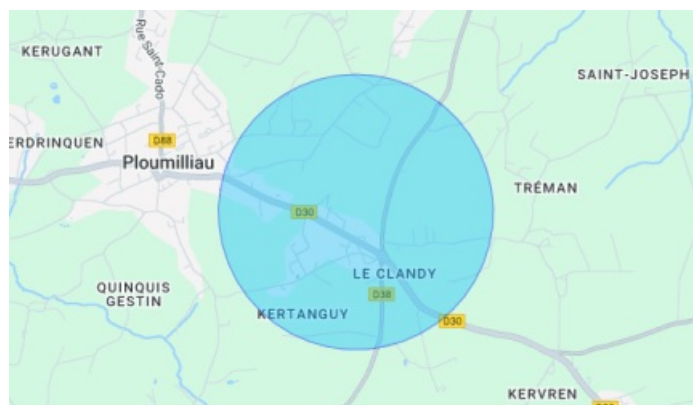 KERUGANT
Rue Saint-Cado
SAINT-JOSEPH
ERDRINQUEN
D88
Ploumilliau
TRÉMAN
D30
LE CLANDY
QUINQUIS
GESTIN
D38
KERTANGUY
D30
KERVREN